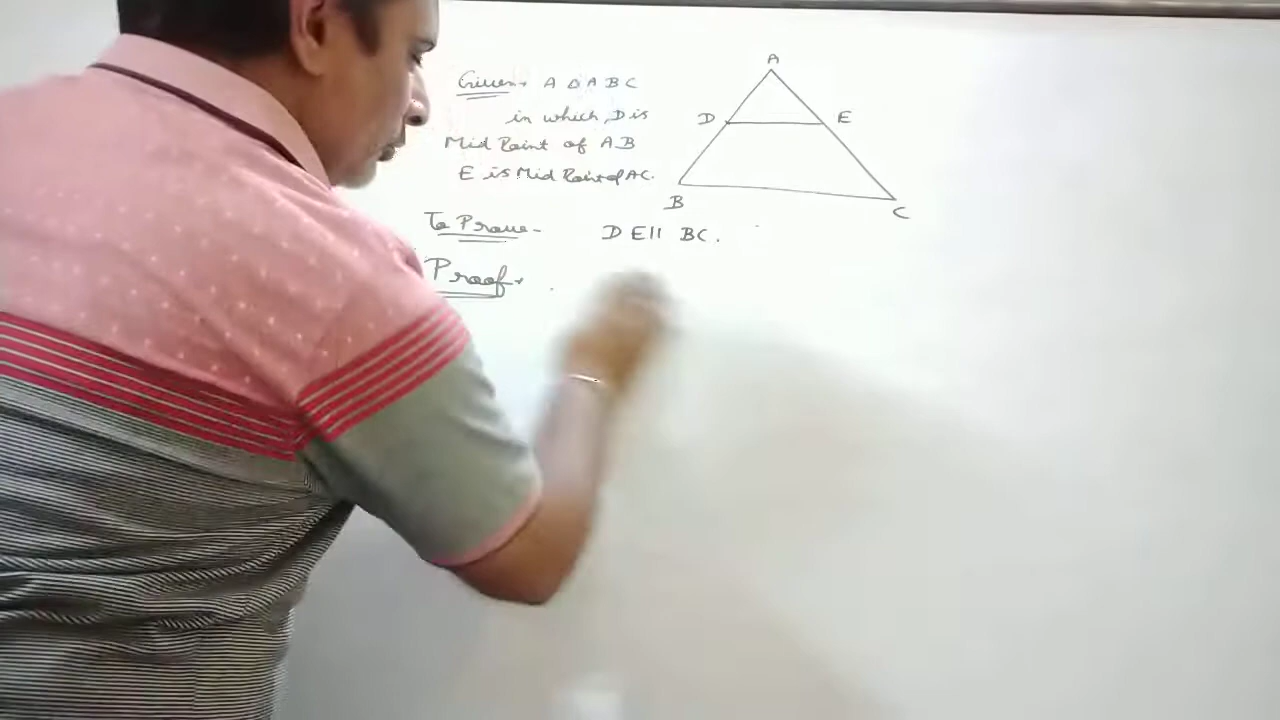 Given→ A △ ABC
in which, D is
Mid Point of AB
E is Mid Point of AC.
To Prove-
DE|| BC.
Proof→
A
D
E
B
C